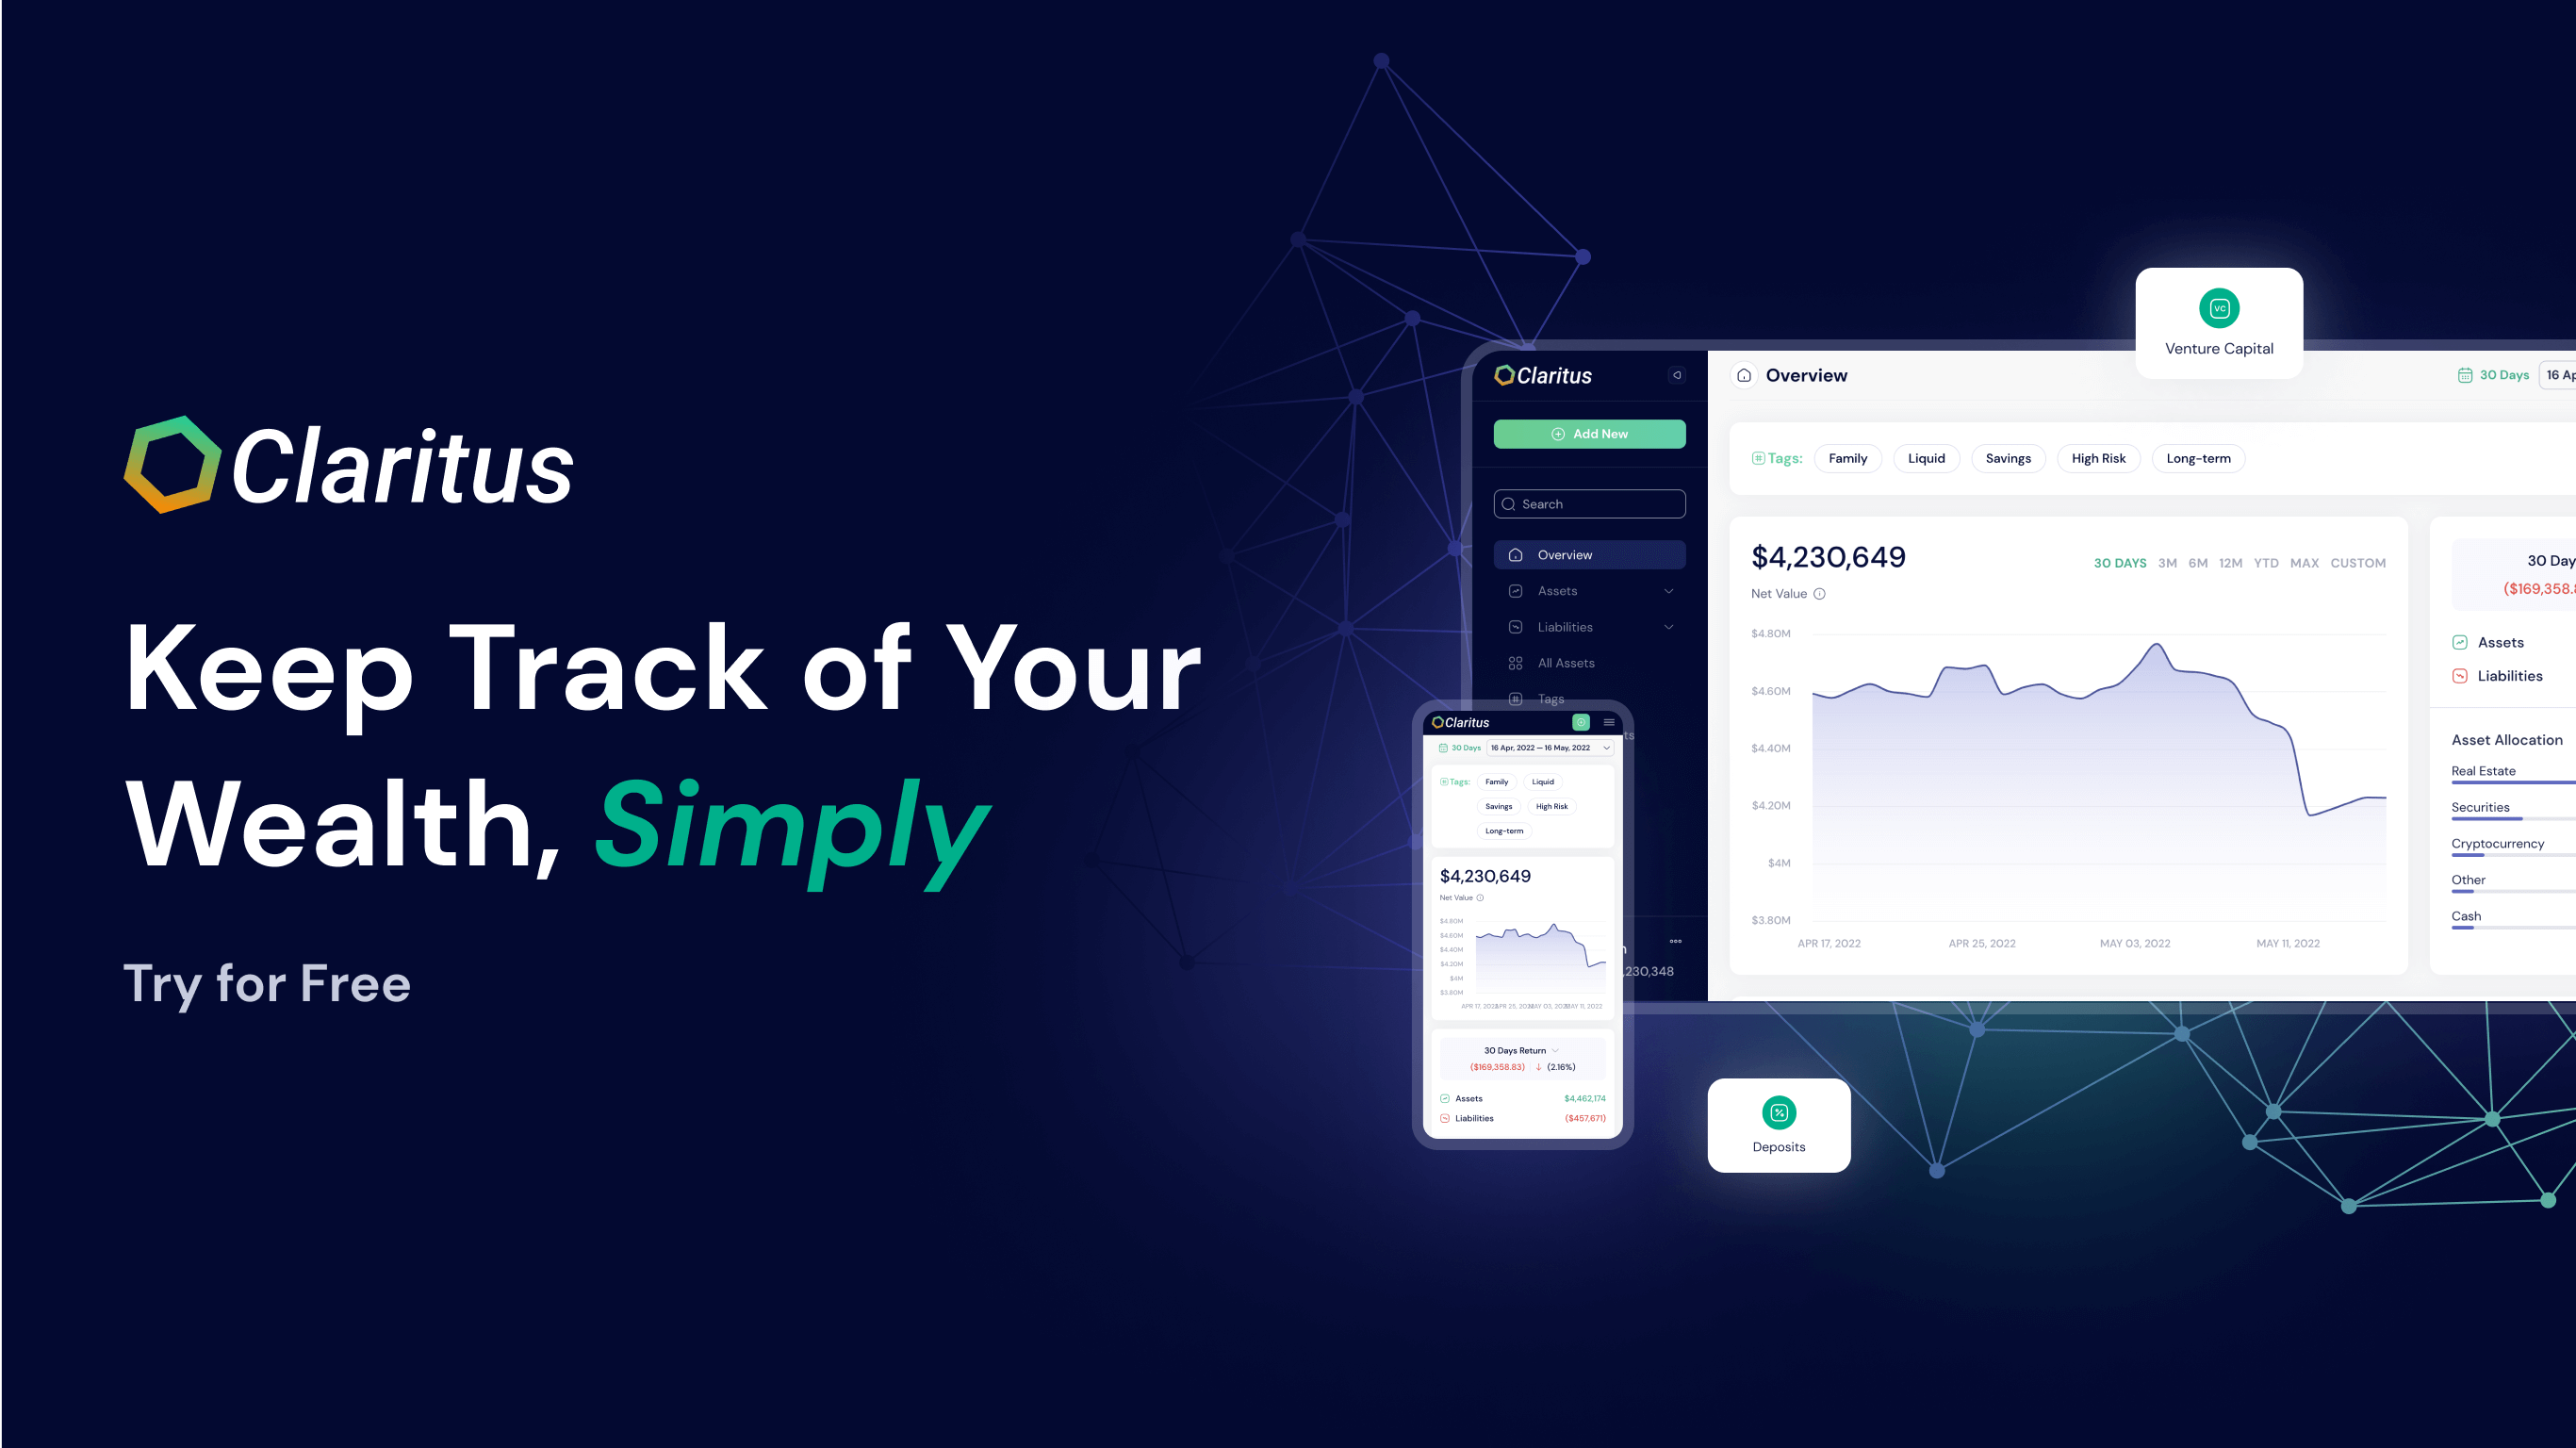 Claritus
Keep Track of Your
Wealth, Simply
Try for Free
Venture Capital
VC
Claritus
Add New
Search
Overview
Assets
Liabilities
All Assets
Tags
ts
,230,348
Overview
30 Days
16 Ap
Tags: Family Liquid Savings High Risk Long-term
$4,230,649
30 DAYS 3M 6M 12M YTD MAX CUSTOM
Net Value
$4.80M
$4.60M
$4.40M
$4.20M
$4M
$3.80M
APR 17, 2022 APR 25, 2022 MAY 03, 2022 MAY 11, 2022
30 Day
($169,358.8
Assets
Liabilities
Asset Allocation
Real Estate
Securities
Cryptocurrency
Other
Cash
Claritus
30 Days 16 Apr, 2022 — 16 May, 2022
Tags: Family Liquid
Savings High Risk
Long-term
$4,230,649
Net Value
$4.80M
$4.60M
$4.40M
$4.20M
$4M
$3.80M
APR 17, 2022 APR 25, 2022 MAY 03, 2022 MAY 11, 2022
30 Days Return
($169,358.83) (2.16%)
Assets $4,462,174
Liabilities ($457,671)
Deposits